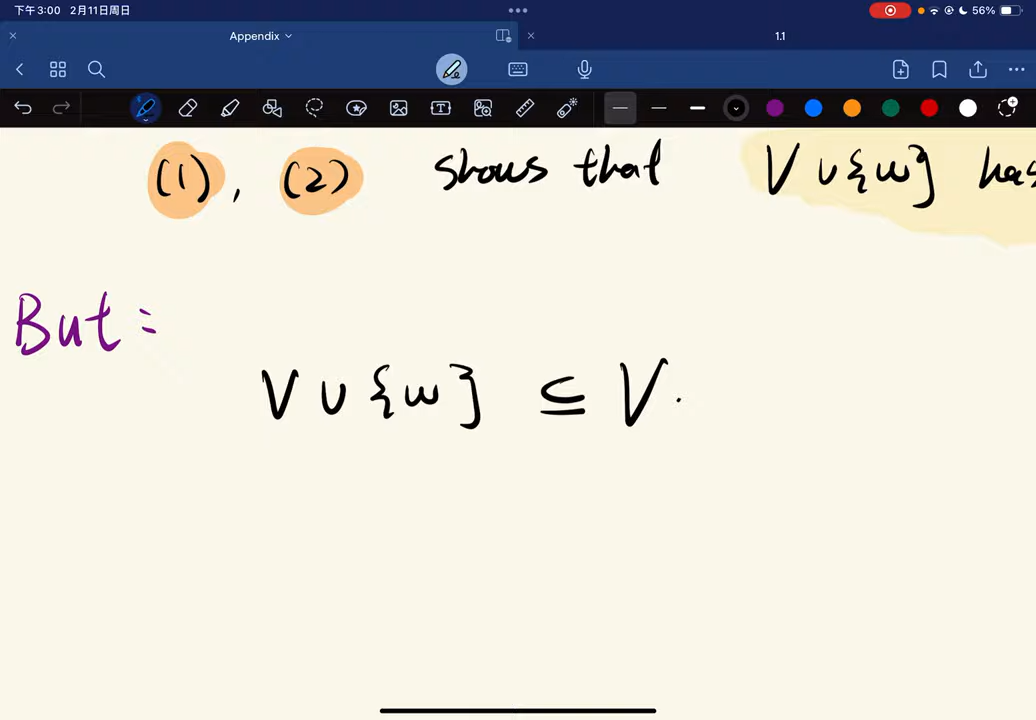 下午3:00 2月11日周日
56%
Appendix
1.1
(1), (2) shows that V ∪ {w} has
But =
V ∪ {w} ⊆ V.